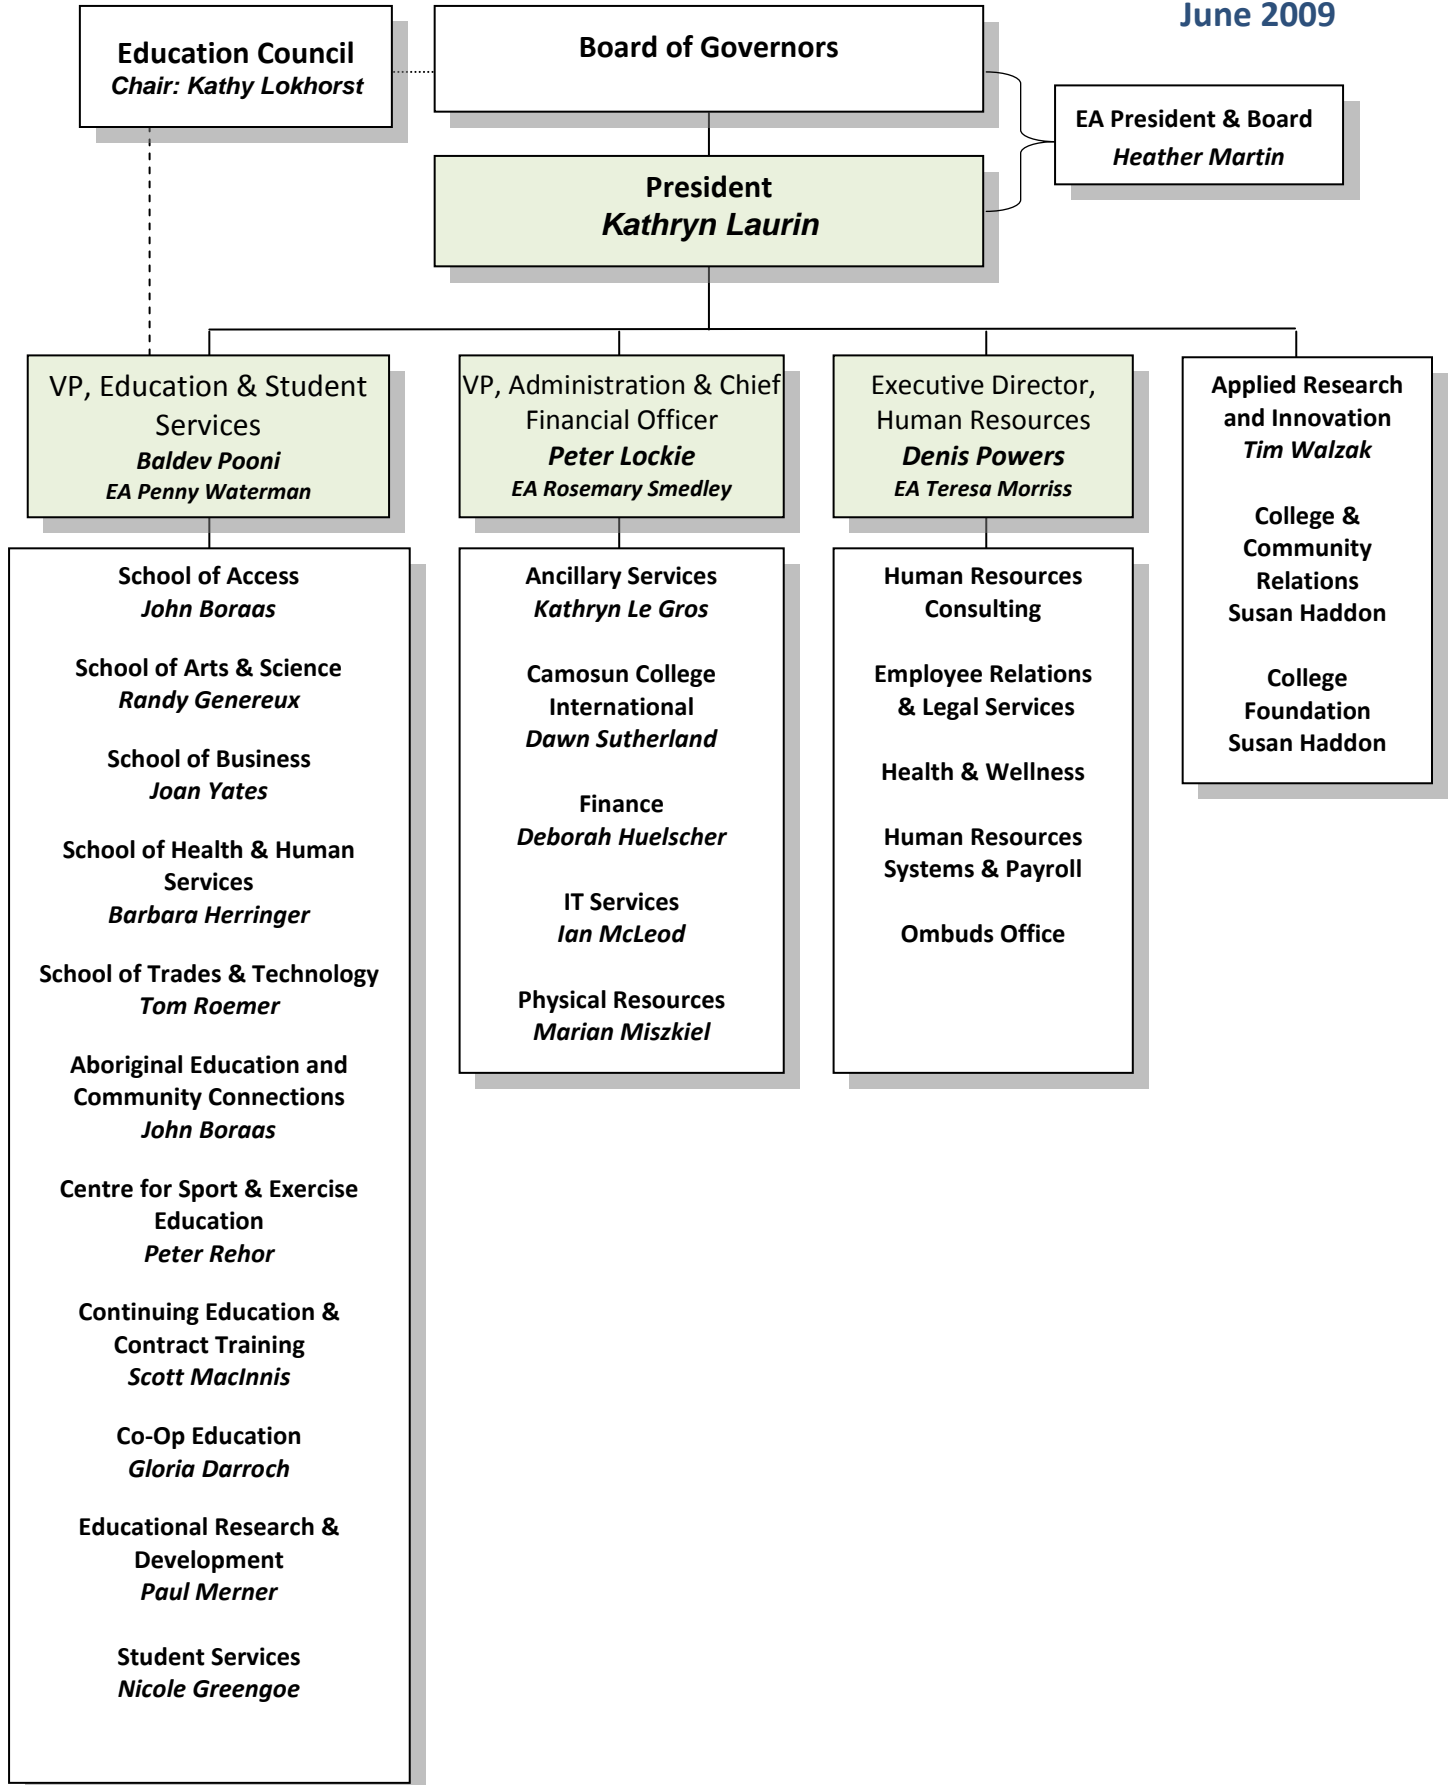 June 2009
Education Council
Chair: Kathy Lokhorst
Board of Governors
EA President & Board
Heather Martin
President
Kathryn Laurin
VP, Education & Student
Services
Baldev Pooni
EA Penny Waterman
VP, Administration & Chief
Financial Officer
Peter Lockie
EA Rosemary Smedley
Executive Director,
Human Resources
Denis Powers
EA Teresa Morriss
Applied Research
and Innovation
Tim Walzak
College &
Community
Relations
Susan Haddon
College
Foundation
Susan Haddon
School of Access
John Boraas
School of Arts & Science
Randy Genereux
School of Business
Joan Yates
School of Health & Human
Services
Barbara Herringer
School of Trades & Technology
Tom Roemer
Aboriginal Education and
Community Connections
John Boraas
Centre for Sport & Exercise
Education
Peter Rehor
Continuing Education &
Contract Training
Scott MacInnis
Co-Op Education
Gloria Darroch
Educational Research &
Development
Paul Merner
Student Services
Nicole Greengoe
Ancillary Services
Kathryn Le Gros
Camosun College
International
Dawn Sutherland
Finance
Deborah Huelscher
IT Services
Ian McLeod
Physical Resources
Marian Miszkiel
Human Resources
Consulting
Employee Relations
& Legal Services
Health & Wellness
Human Resources
Systems & Payroll
Ombuds Office